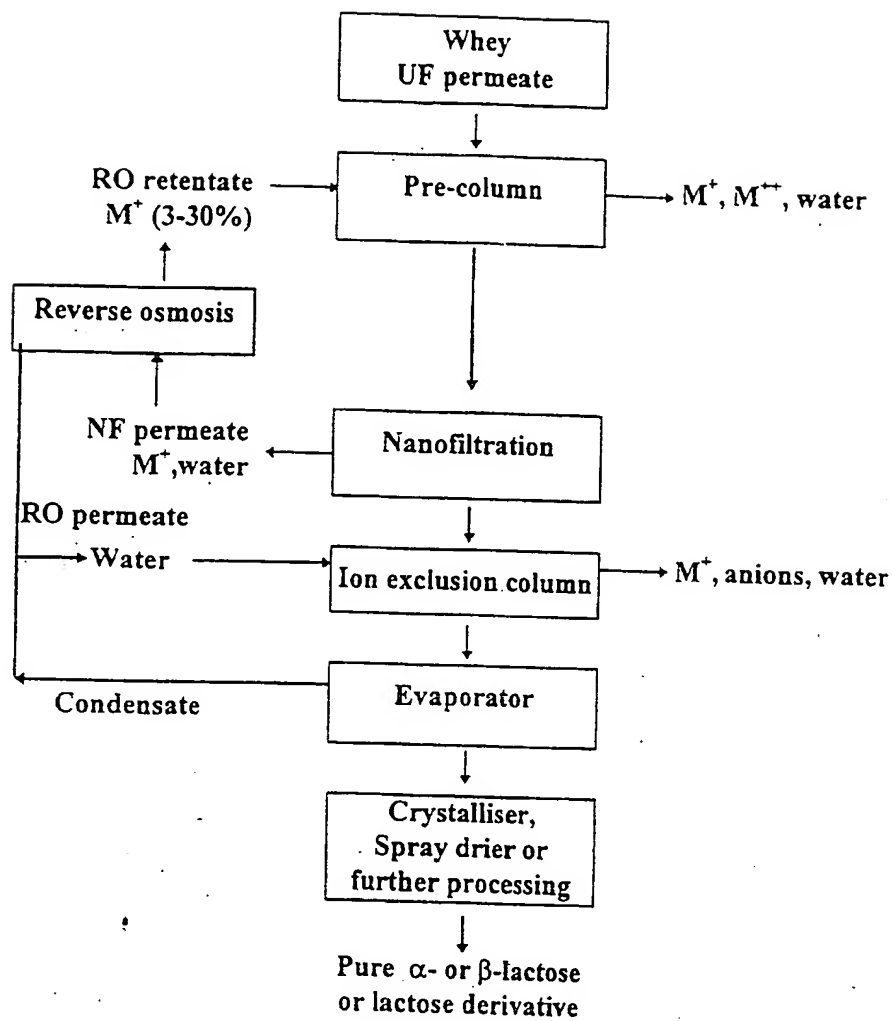 Whey
UF permeate
RO retentate
M⁺ (3-30%)
Pre-column
M⁺, M⁺⁺, water
Reverse osmosis
NF permeate
M⁺,water
Nanofiltration
RO permeate
Water
Ion exclusion column
M⁺, anions, water
Condensate
Evaporator
Crystalliser,
Spray drier or
further processing
Pure α- or β-lactose
or lactose derivative